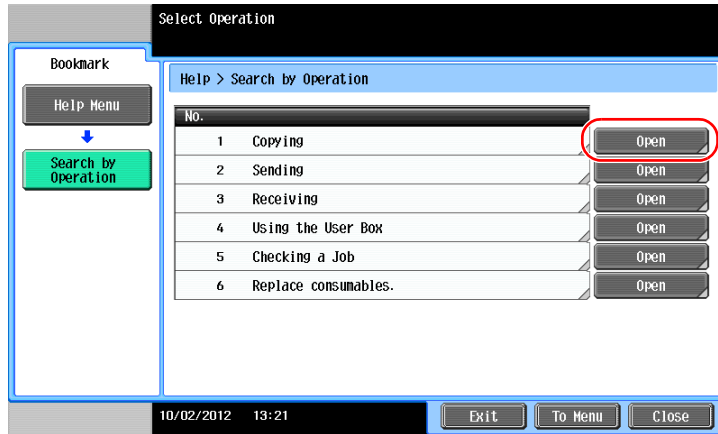 Select Operation
Bookmark
Help Menu
Search by
Operation
Help > Search by Operation
No.
1 Copying Open
2 Sending Open
3 Receiving Open
4 Using the User Box Open
5 Checking a Job Open
6 Replace consumables. Open
10/02/2012 13:21 Exit To Menu Close